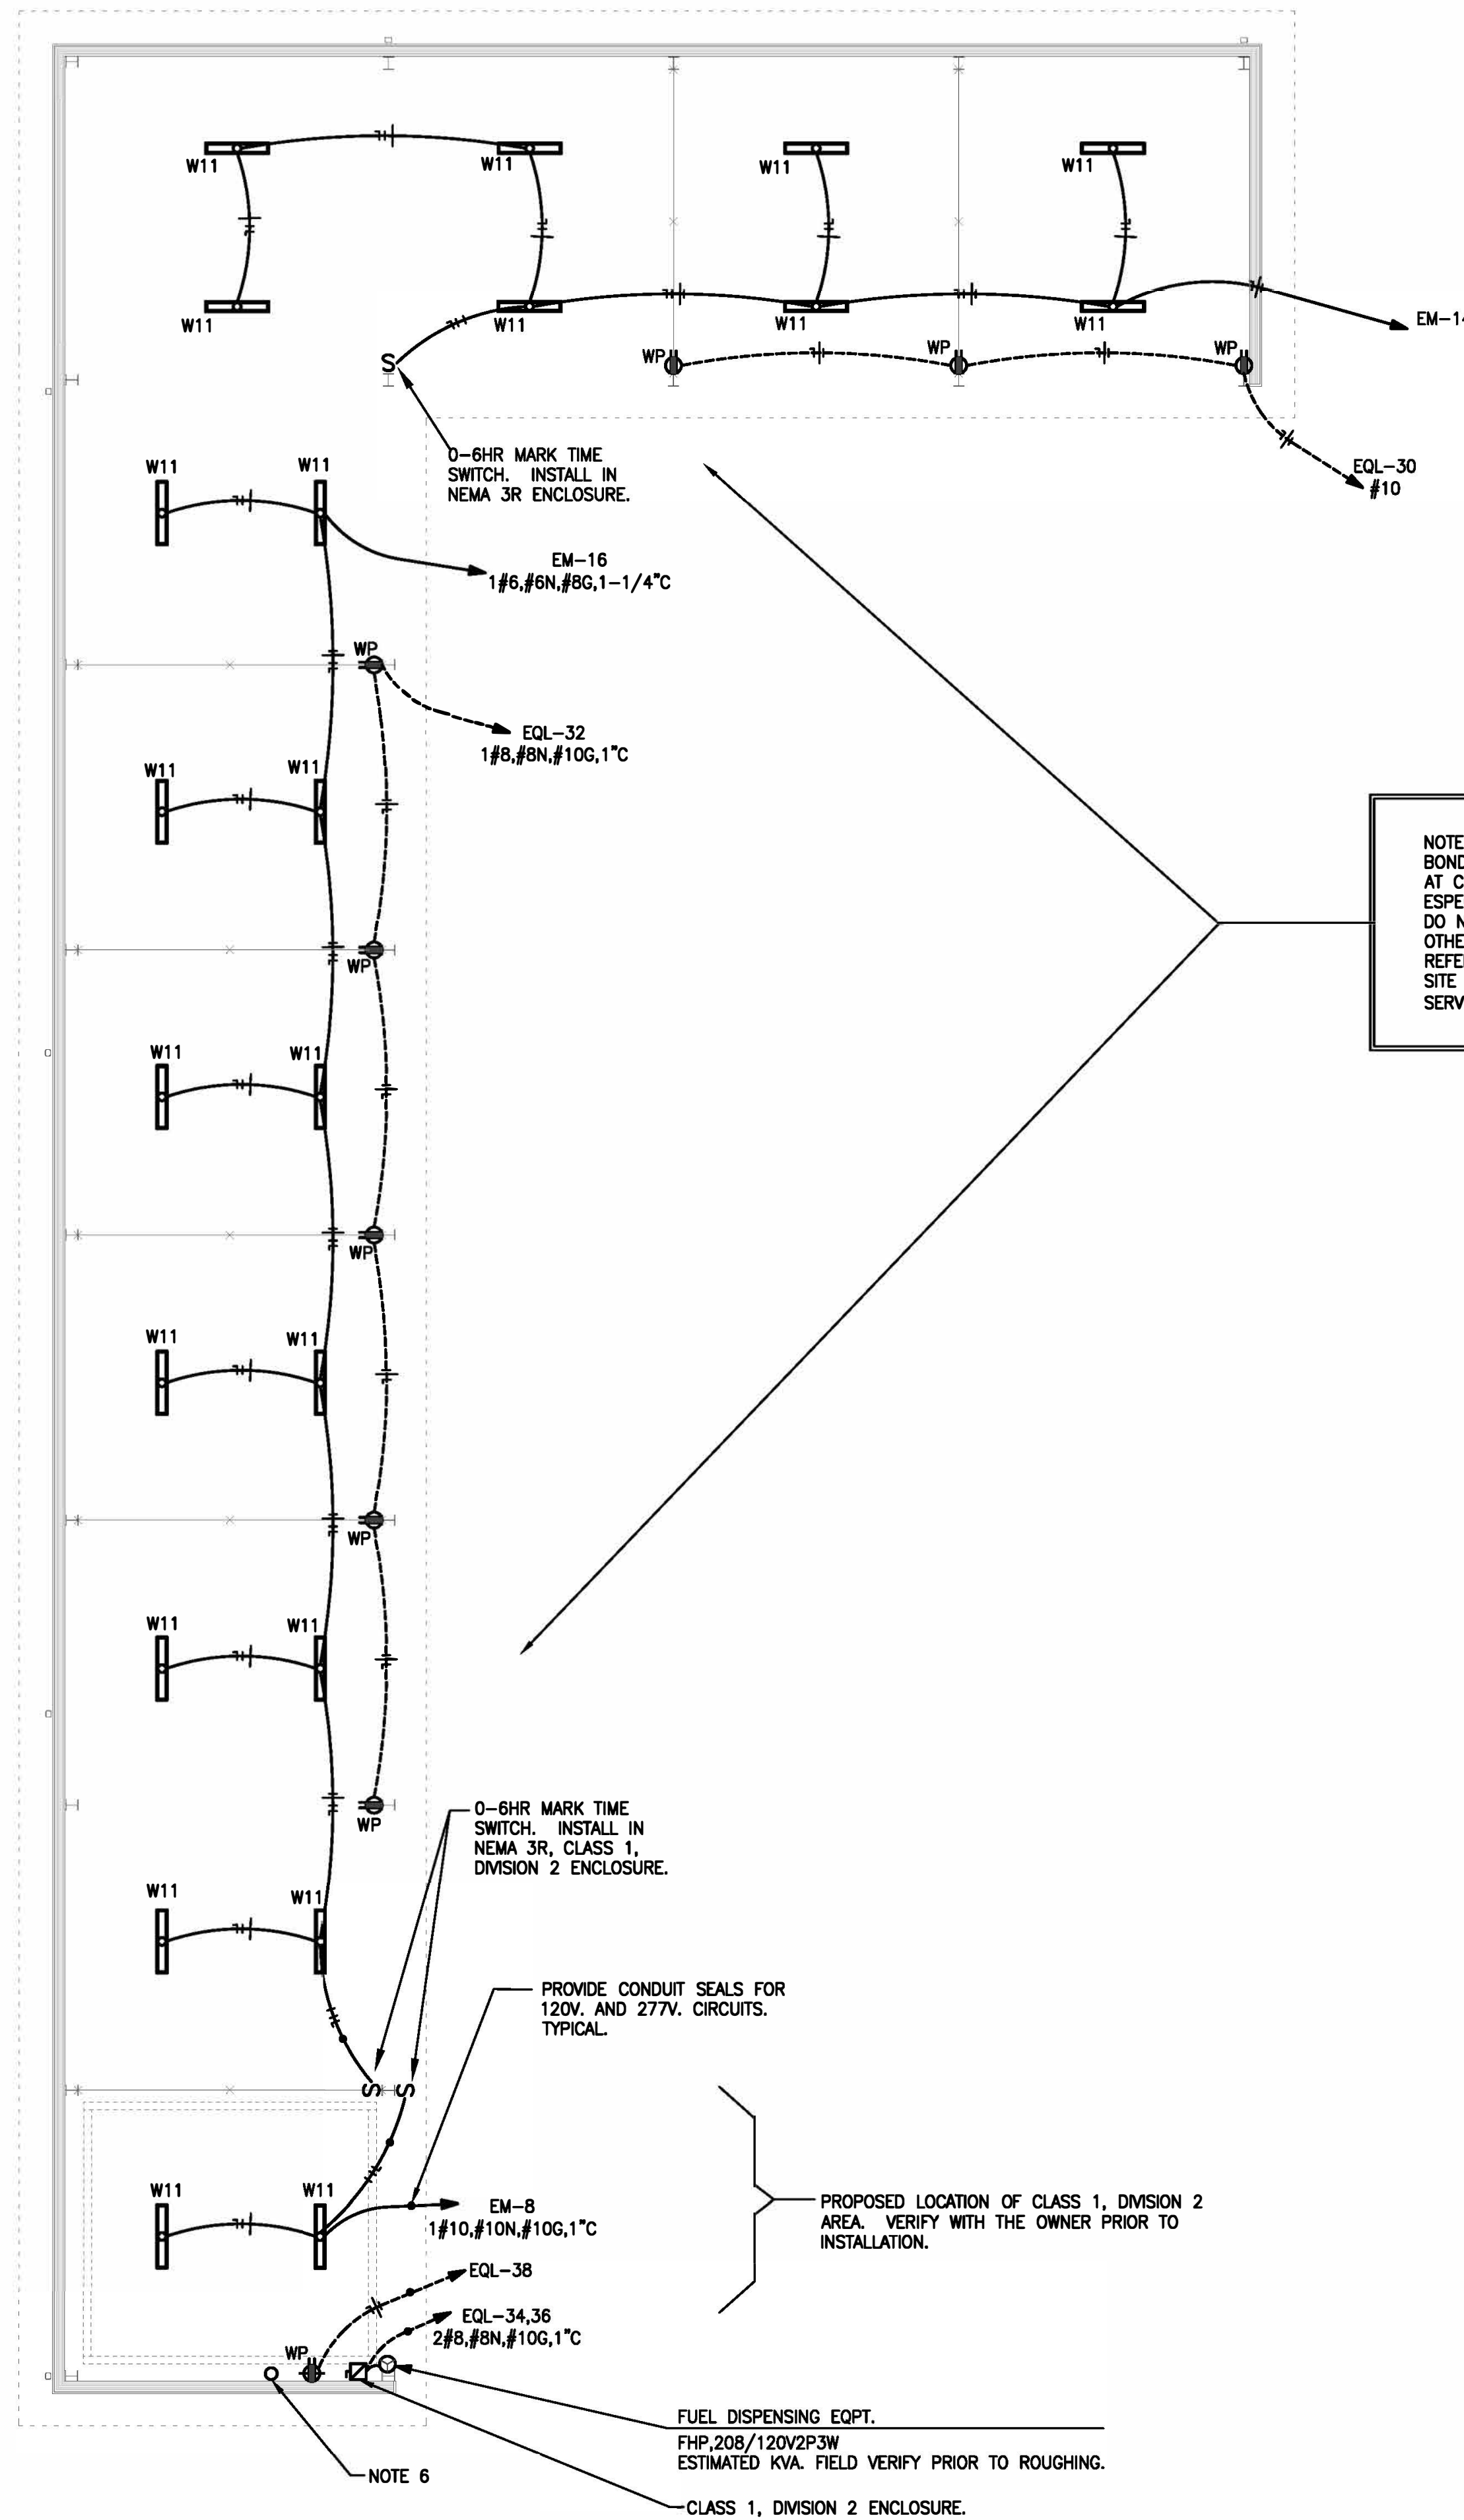 W11
W11
W11
W11
W11
W11
W11
W11
EM-14
WP
WP
WP
S
0-6HR MARK TIME
SWITCH. INSTALL IN
NEMA 3R ENCLOSURE.
EQL-30
#10
W11
W11
EM-16
1#6,#6N,#8G,1-1/4"C
WP
EQL-32
1#8,#8N,#10G,1"C
W11
W11
NOTE
BOND
AT C
ESPE
DO N
OTHE
REFE
SITE
SERV
WP
W11
W11
WP
W11
W11
WP
W11
W11
0-6HR MARK TIME
SWITCH. INSTALL IN
NEMA 3R, CLASS 1,
DIVISION 2 ENCLOSURE.
WP
W11
W11
PROVIDE CONDUIT SEALS FOR
120V. AND 277V. CIRCUITS.
TYPICAL.
S S
W11
W11
EM-8
1#10,#10N,#10G,1"C
PROPOSED LOCATION OF CLASS 1, DIVISION 2
AREA. VERIFY WITH THE OWNER PRIOR TO
INSTALLATION.
EQL-38
EQL-34,36
2#8,#8N,#10G,1"C
WP
FUEL DISPENSING EQPT.
FHP,208/120V2P3W
ESTIMATED KVA. FIELD VERIFY PRIOR TO ROUGHING.
NOTE 6
CLASS 1, DIVISION 2 ENCLOSURE.